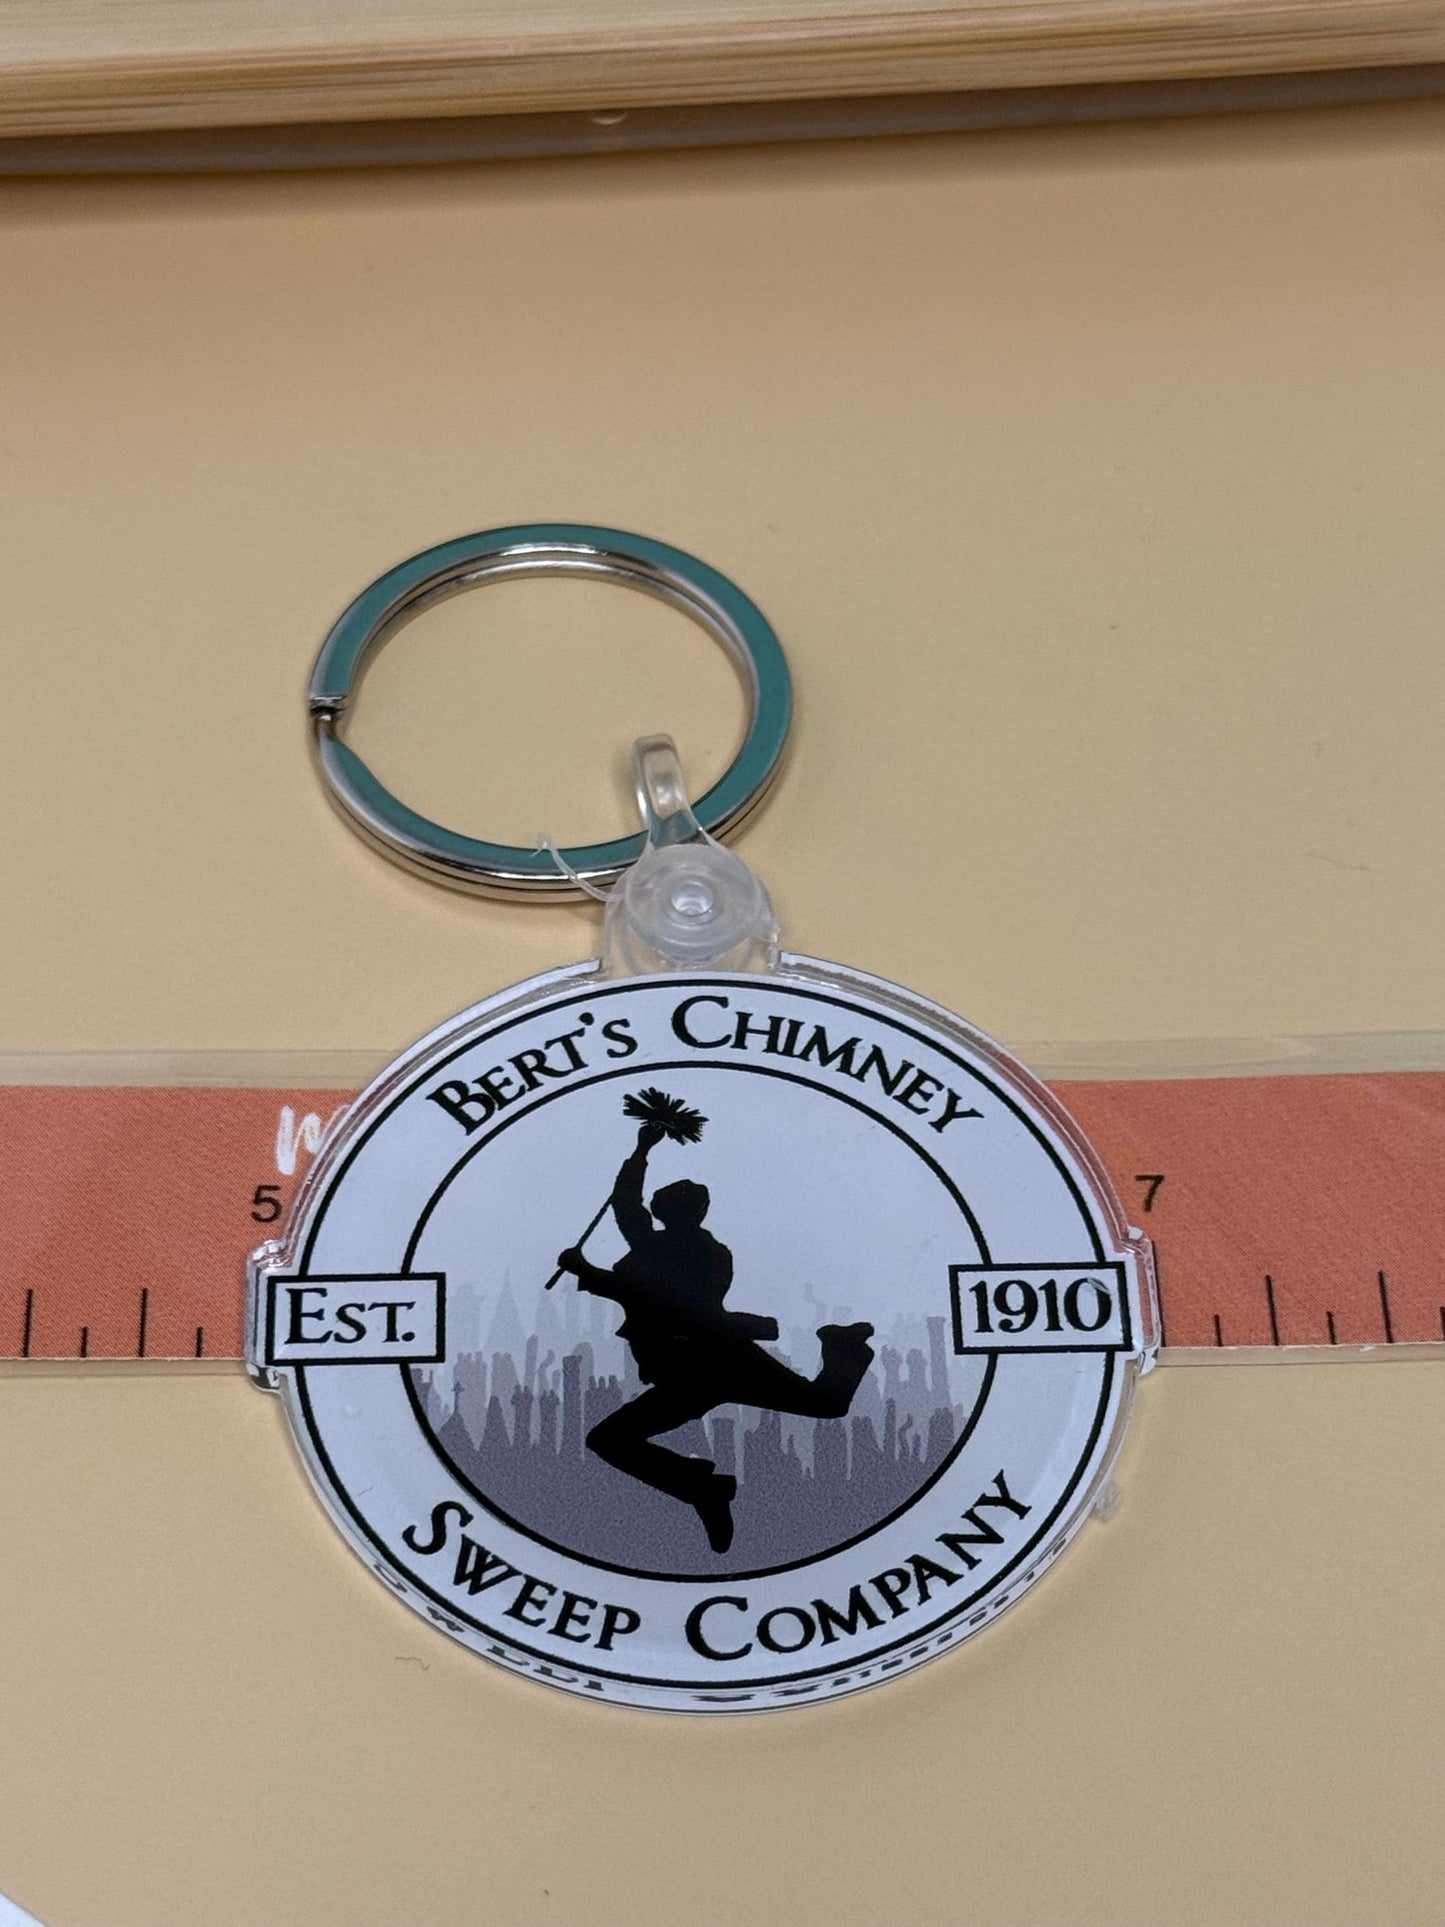 5
7
BERT'S CHIMNEY
EST.
1910
SWEEP COMPANY